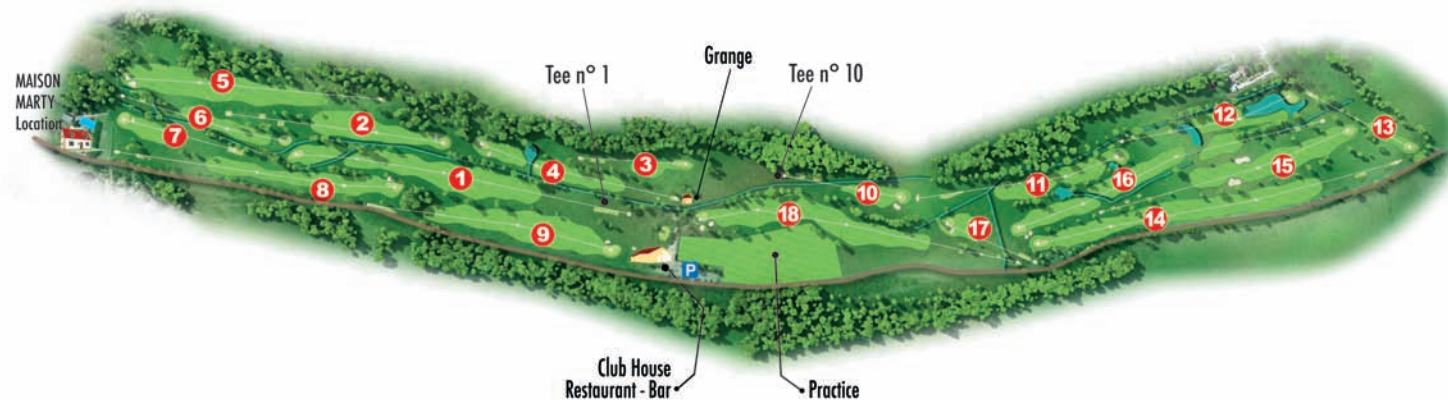 MAISON
MARTY
Location
Tee n° 1
Grange
Tee n° 10
5
6
7
2
8
1
4
3
9
18
10
17
11
16
12
13
15
14
P
Club House
Restaurant - Bar
Practice